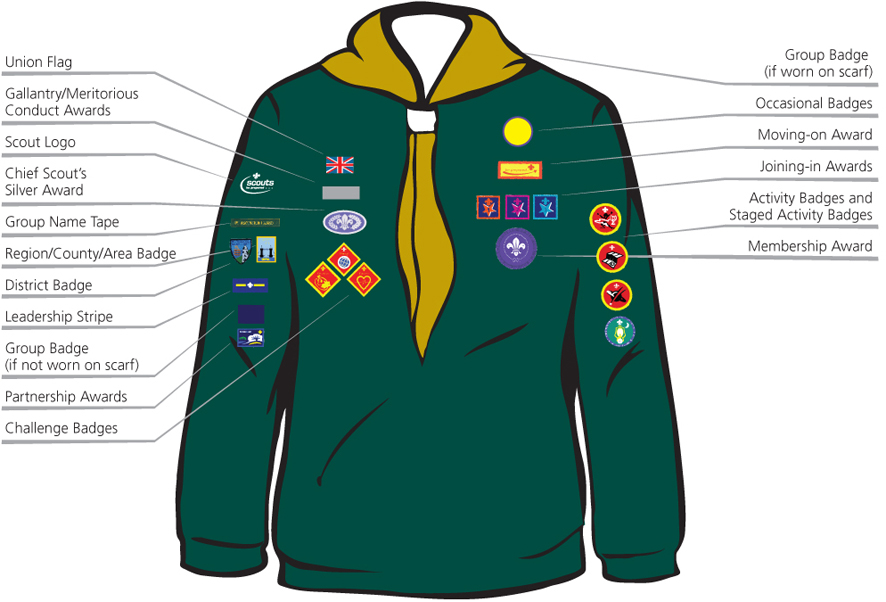 Union Flag
Gallantry/Meritorious
Conduct Awards
Scout Logo
Chief Scout's
Silver Award
Group Name Tape
Region/County/Area Badge
District Badge
Leadership Stripe
Group Badge
(if not worn on scarf)
Partnership Awards
Challenge Badges
scouts
be prepared...
Group Badge
(if worn on scarf)
Occasional Badges
Moving-on Award
Joining-in Awards
Activity Badges and
Staged Activity Badges
Membership Award